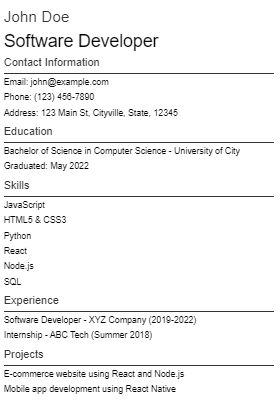 John Doe
Software Developer
Contact Information
Email: john@example.com
Phone: (123) 456-7890
Address: 123 Main St, Cityville, State, 12345
Education
Bachelor of Science in Computer Science - University of City
Graduated: May 2022
Skills
JavaScript
HTML5 & CSS3
Python
React
Node.js
SQL
Experience
Software Developer - XYZ Company (2019-2022)
Internship - ABC Tech (Summer 2018)
Projects
E-commerce website using React and Node.js
Mobile app development using React Native